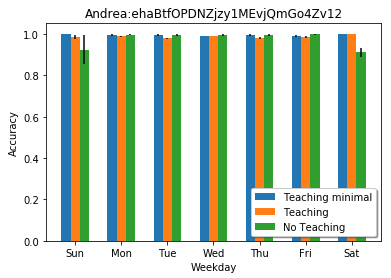 Andrea:ehaBtfOPDNZjzy1MEvjQmGo4Zv12
1.0
0.8
0.6
0.4
0.2
0.0
Accuracy
Teaching minimal
Teaching
No Teaching
Sun Mon Tue Wed Thu Fri Sat
Weekday